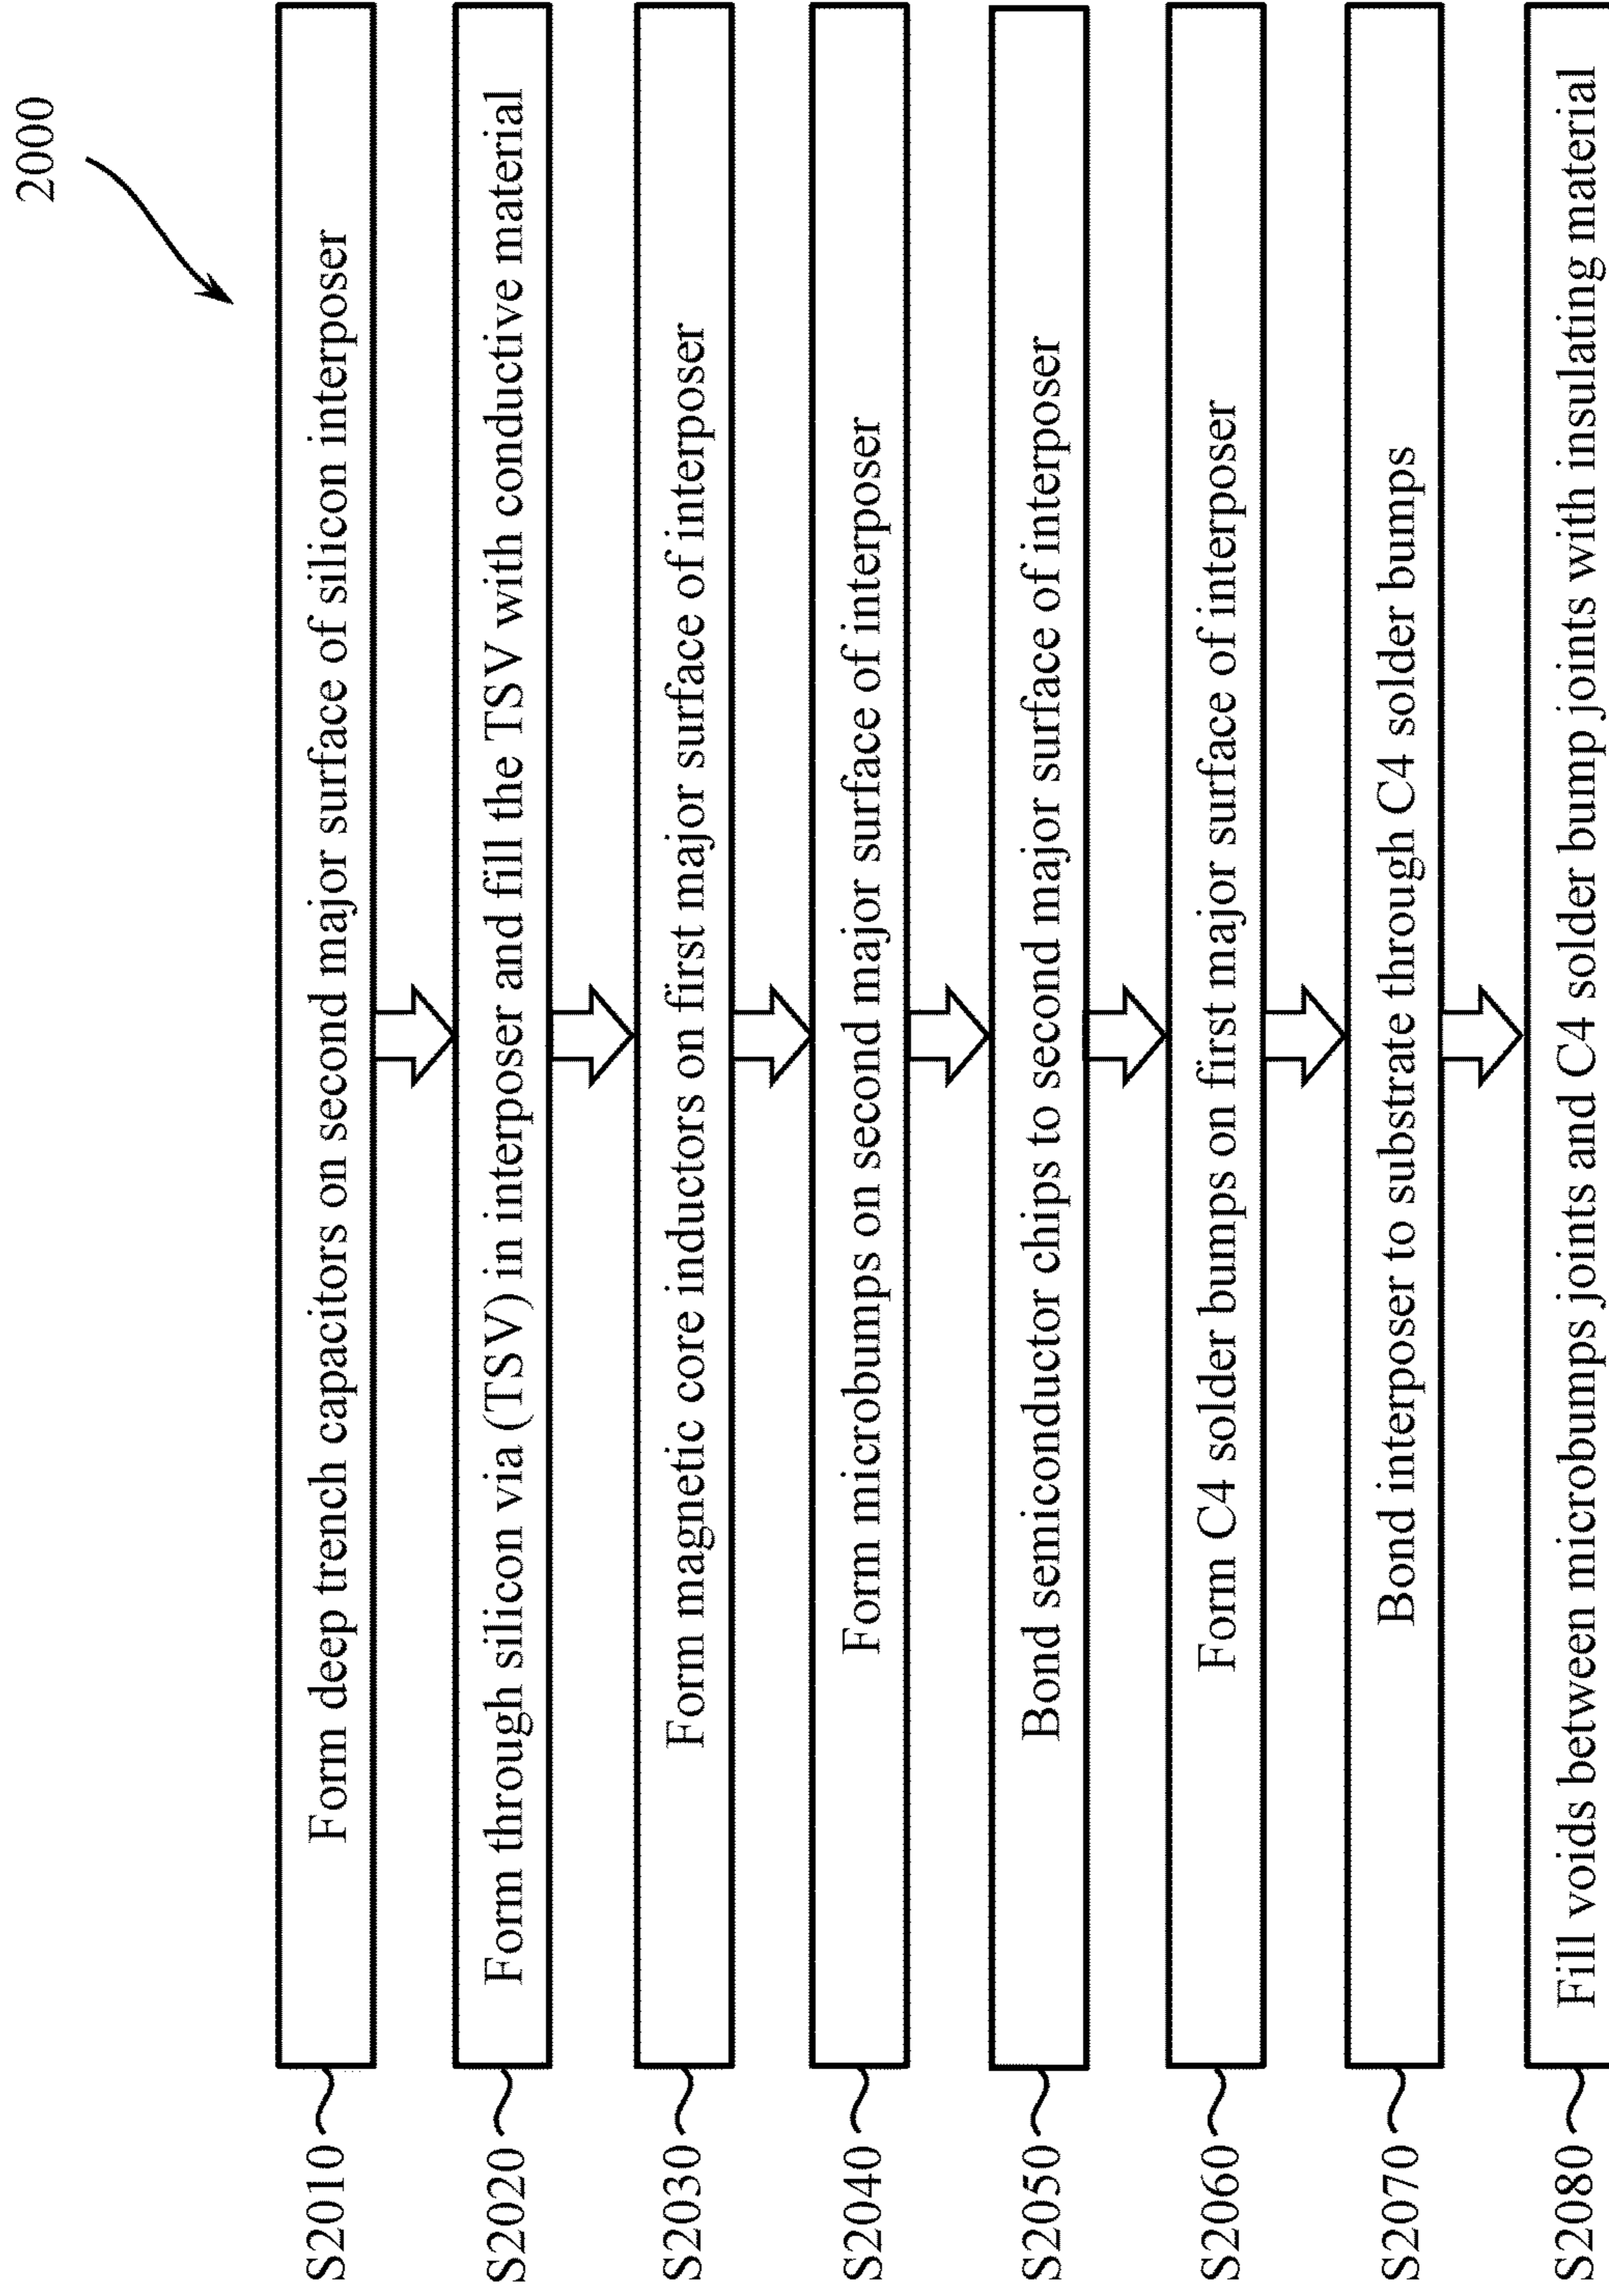 2000
S2010 Form deep trench capacitors on second major surface of silicon interposer
S2020 Form through silicon via (TSV) in interposer and fill the TSV with conductive material
S2030 Form magnetic core inductors on first major surface of interposer
S2040 Form microbumps on second major surface of interposer
S2050 Bond semiconductor chips to second major surface of interposer
S2060 Form C4 solder bumps on first major surface of interposer
S2070 Bond interposer to substrate through C4 solder bumps
S2080 Fill voids between microbumps joints and C4 solder bump joints with insulating material